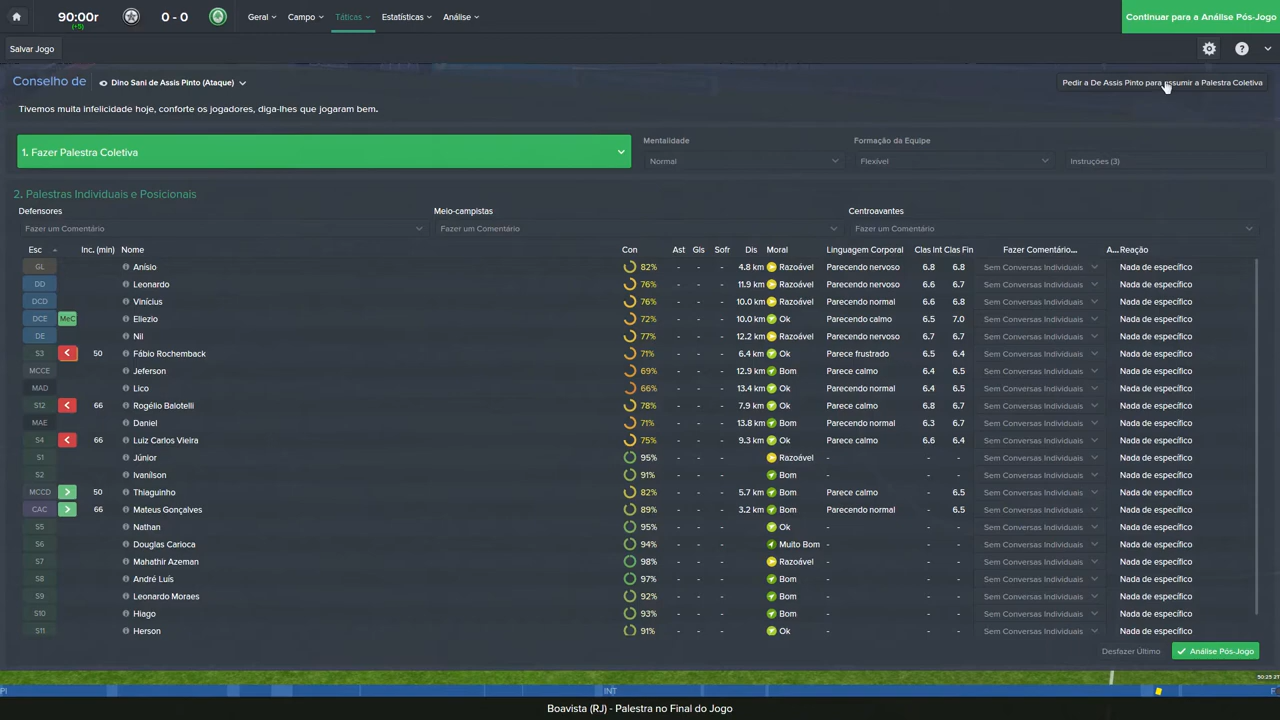 90:00r
(+5)
0 - 0
Geral
Campo
Táticas
Estatísticas
Análise
Continuar para a Análise Pós-Jogo
Salvar Jogo
?
Conselho de
Dino Sani de Assis Pinto (Ataque)
Pedir a De Assis Pinto para assumir a Palestra Coletiva
Tivemos muita infelicidade hoje, conforte os jogadores, diga-lhes que jogaram bem.
1. Fazer Palestra Coletiva
Mentalidade
Normal
Formação da Equipe
Flexível
Instruções (3)
2. Palestras Individuais e Posicionais
Defensores Meio-campistas Centroavantes
Fazer um Comentário Fazer um Comentário Fazer um Comentário
Esc Inc. (min) Nome Con Ast Gls Sofr Dis Moral Linguagem Corporal Clas Int Clas Fin Fazer Comentário... A... Reação
GL Anísio 82% - - - 4.8 km Razoável Parecendo nervoso 6.8 6.8 Sem Conversas Individuais Nada de específico
DD Leonardo 76% - - - 11.9 km Razoável Parecendo nervoso 6.6 6.7 Sem Conversas Individuais Nada de específico
DCD Vinícius 76% - - - 10.0 km Razoável Parecendo normal 6.6 6.8 Sem Conversas Individuais Nada de específico
DCE MeC Eliezio 72% - - - 10.0 km Ok Parecendo calmo 6.5 7.0 Sem Conversas Individuais Nada de específico
DE Nil 77% - - - 12.2 km Razoável Parecendo nervoso 6.7 6.7 Sem Conversas Individuais Nada de específico
S3 50 Fábio Rochemback 71% - - - 6.4 km Ok Parece frustrado 6.5 6.4 Sem Conversas Individuais Nada de específico
MCCE Jeferson 69% - - - 12.9 km Bom Parece calmo 6.4 6.5 Sem Conversas Individuais Nada de específico
MAD Lico 66% - - - 13.4 km Ok Parecendo normal 6.4 6.5 Sem Conversas Individuais Nada de específico
S12 66 Rogélio Balotelli 78% - - - 7.9 km Ok Parece calmo 6.8 6.7 Sem Conversas Individuais Nada de específico
MAE Daniel 71% - - - 13.8 km Bom Parecendo normal 6.3 6.7 Sem Conversas Individuais Nada de específico
S4 66 Luiz Carlos Vieira 75% - - - 9.3 km Ok Parece calmo 6.6 6.4 Sem Conversas Individuais Nada de específico
S1 Júnior 95% - - - Razoável - - - Sem Conversas Individuais Nada de específico
S2 Ivanílson 91% - - - Bom - - - Sem Conversas Individuais Nada de específico
MCCD 50 Thiaguinho 82% - - - 5.7 km Bom Parece calmo - 6.5 Sem Conversas Individuais Nada de específico
CAC 66 Mateus Gonçalves 89% - - - 3.2 km Bom Parecendo normal - 6.5 Sem Conversas Individuais Nada de específico
S5 Nathan 95% - - - Ok - - - Sem Conversas Individuais Nada de específico
S6 Douglas Carioca 94% - - - Muito Bom - - - Sem Conversas Individuais Nada de específico
S7 Mahathir Azeman 98% - - - Razoável - - - Sem Conversas Individuais Nada de específico
S8 André Luís 97% - - - Bom - - - Sem Conversas Individuais Nada de específico
S9 Leonardo Moraes 92% - - - Bom - - - Sem Conversas Individuais Nada de específico
S10 Hiago 93% - - - Bom - - - Sem Conversas Individuais Nada de específico
S11 Herson 91% - - - Ok - - - Sem Conversas Individuais Nada de específico
Desfazer Último
Análise Pós-Jogo
PI INT F
Boavista (RJ) - Palestra no Final do Jogo